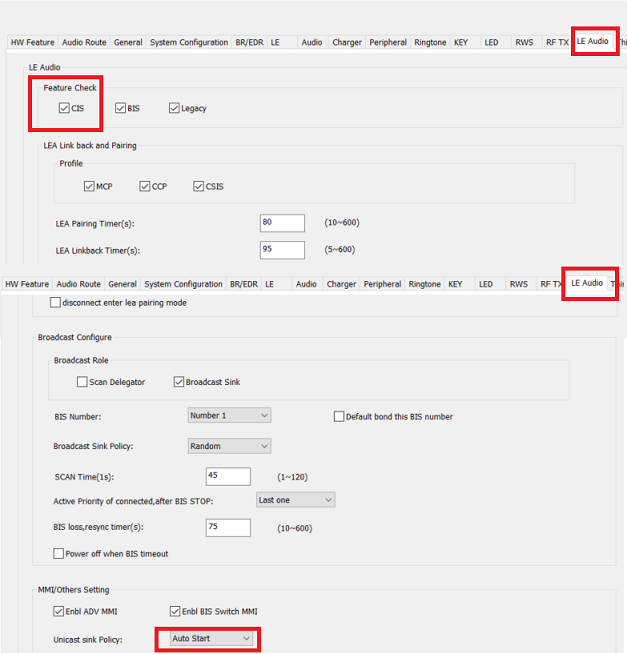 HW Feature Audio Route General System Configuration BR/EDR LE Audio Charger Peripheral Ringtone KEY LED RWS RF TX LE Audio
LE Audio
Feature Check
CIS BIS Legacy
LEA Link back and Pairing
Profile
MCP CCP CSIS
LEA Pairing Timer(s): 80 (10~600)
LEA Linkback Timer(s): 95 (5~600)
HW Feature Audio Route General System Configuration BR/EDR LE Audio Charger Peripheral Ringtone KEY LED RWS LE Audio
disconnect enter lea pairing mode
Broadcast Configure
Broadcast Role
Scan Delegator Broadcast Sink
BIS Number: Number 1 Default bond this BIS number
Broadcast Sink Policy: Random
SCAN Time(1s): 45 (1~120)
Active Priority of connected,after BIS STOP: Last one
BIS loss,resync timer(s): 75 (10~600)
Power off when BIS timeout
MMI/Others Setting
Enbl ADV MMI Enbl BIS Switch MMI
Unicast sink Policy: Auto Start